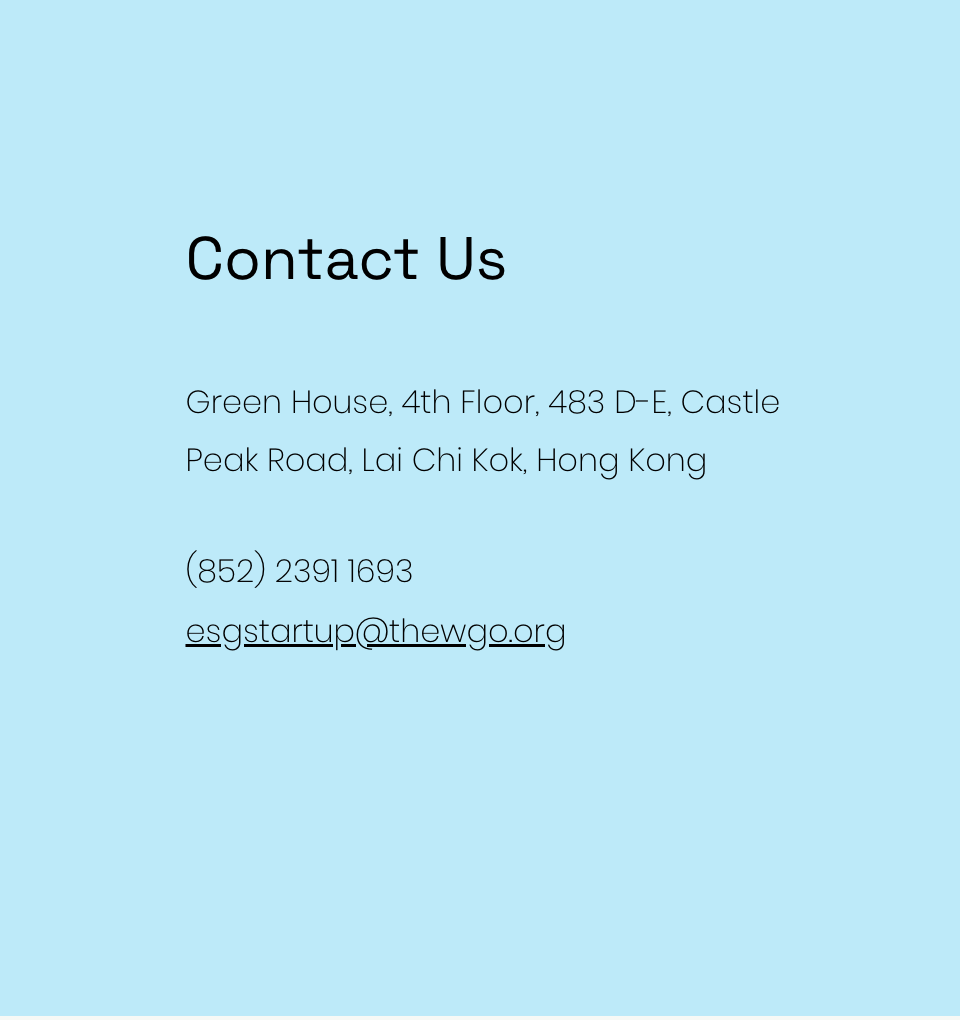 Contact Us
Green House, 4th Floor, 483 D-E, Castle
Peak Road, Lai Chi Kok, Hong Kong
(852) 2391 1693
esgstartup@thewgo.org